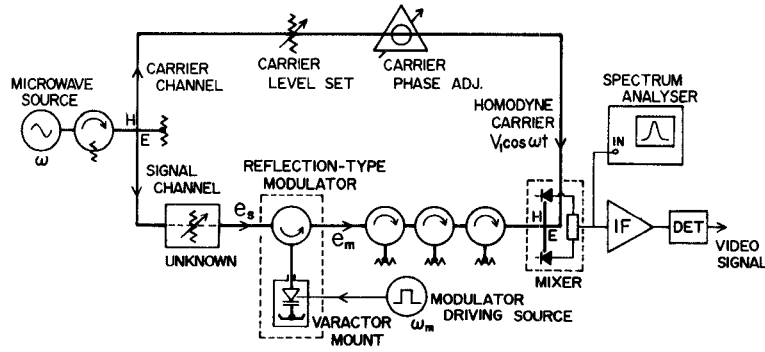 MICROWAVE
SOURCE
ω
H
E
CARRIER
CHANNEL
CARRIER
LEVEL SET
CARRIER
PHASE ADJ.
HOMODYNE
CARRIER
V₁cos ωt
SPECTRUM
ANALYSER
IN
SIGNAL
CHANNEL
UNKNOWN
eₛ
REFLECTION-TYPE
MODULATOR
eₘ
VARACTOR
MOUNT
ωₘ
MODULATOR
DRIVING SOURCE
H
E
MIXER
IF
DET
VIDEO
SIGNAL